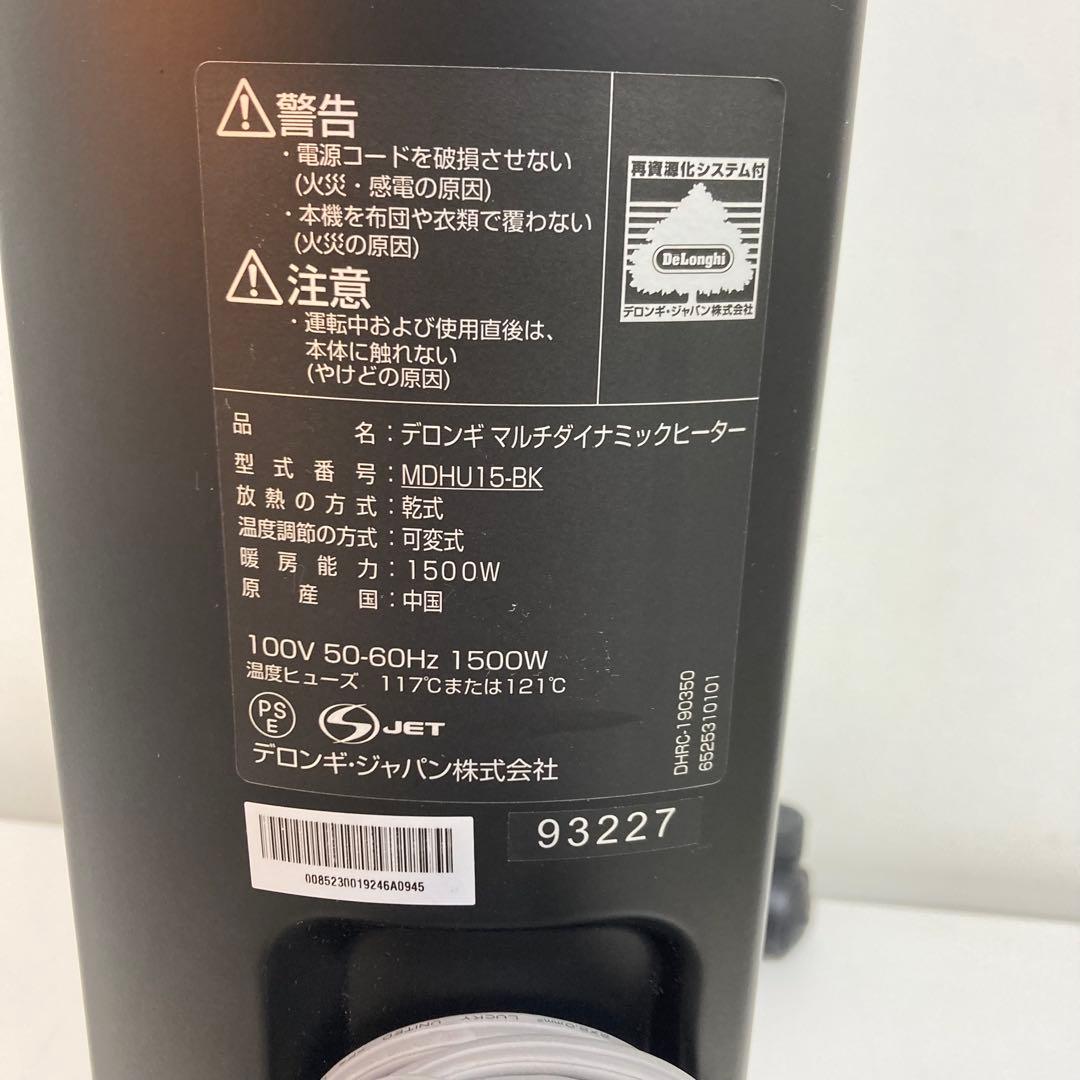 警告
・電源コードを破損させない
(火災・感電の原因)
・本機を布団や衣類で覆わない
(火災の原因)
注意
・運転中および使用直後は、
本体に触れない
(やけどの原因)
再資源化システム付
DeLonghi
デロンギ・ジャパン株式会社
品名：デロンギ マルチダイナミックヒーター
型式番号：MDHU15-BK
放熱の方式：乾式
温度調節の方式：可変式
暖房能力：1500W
原産国：中国
100V 50-60Hz 1500W
温度ヒューズ 117℃または121℃
PS
E
S JET
デロンギ・ジャパン株式会社
DHRC-190350
6525310101
93227
0085230019246A0945
2.0mm² LUCKY UNITED